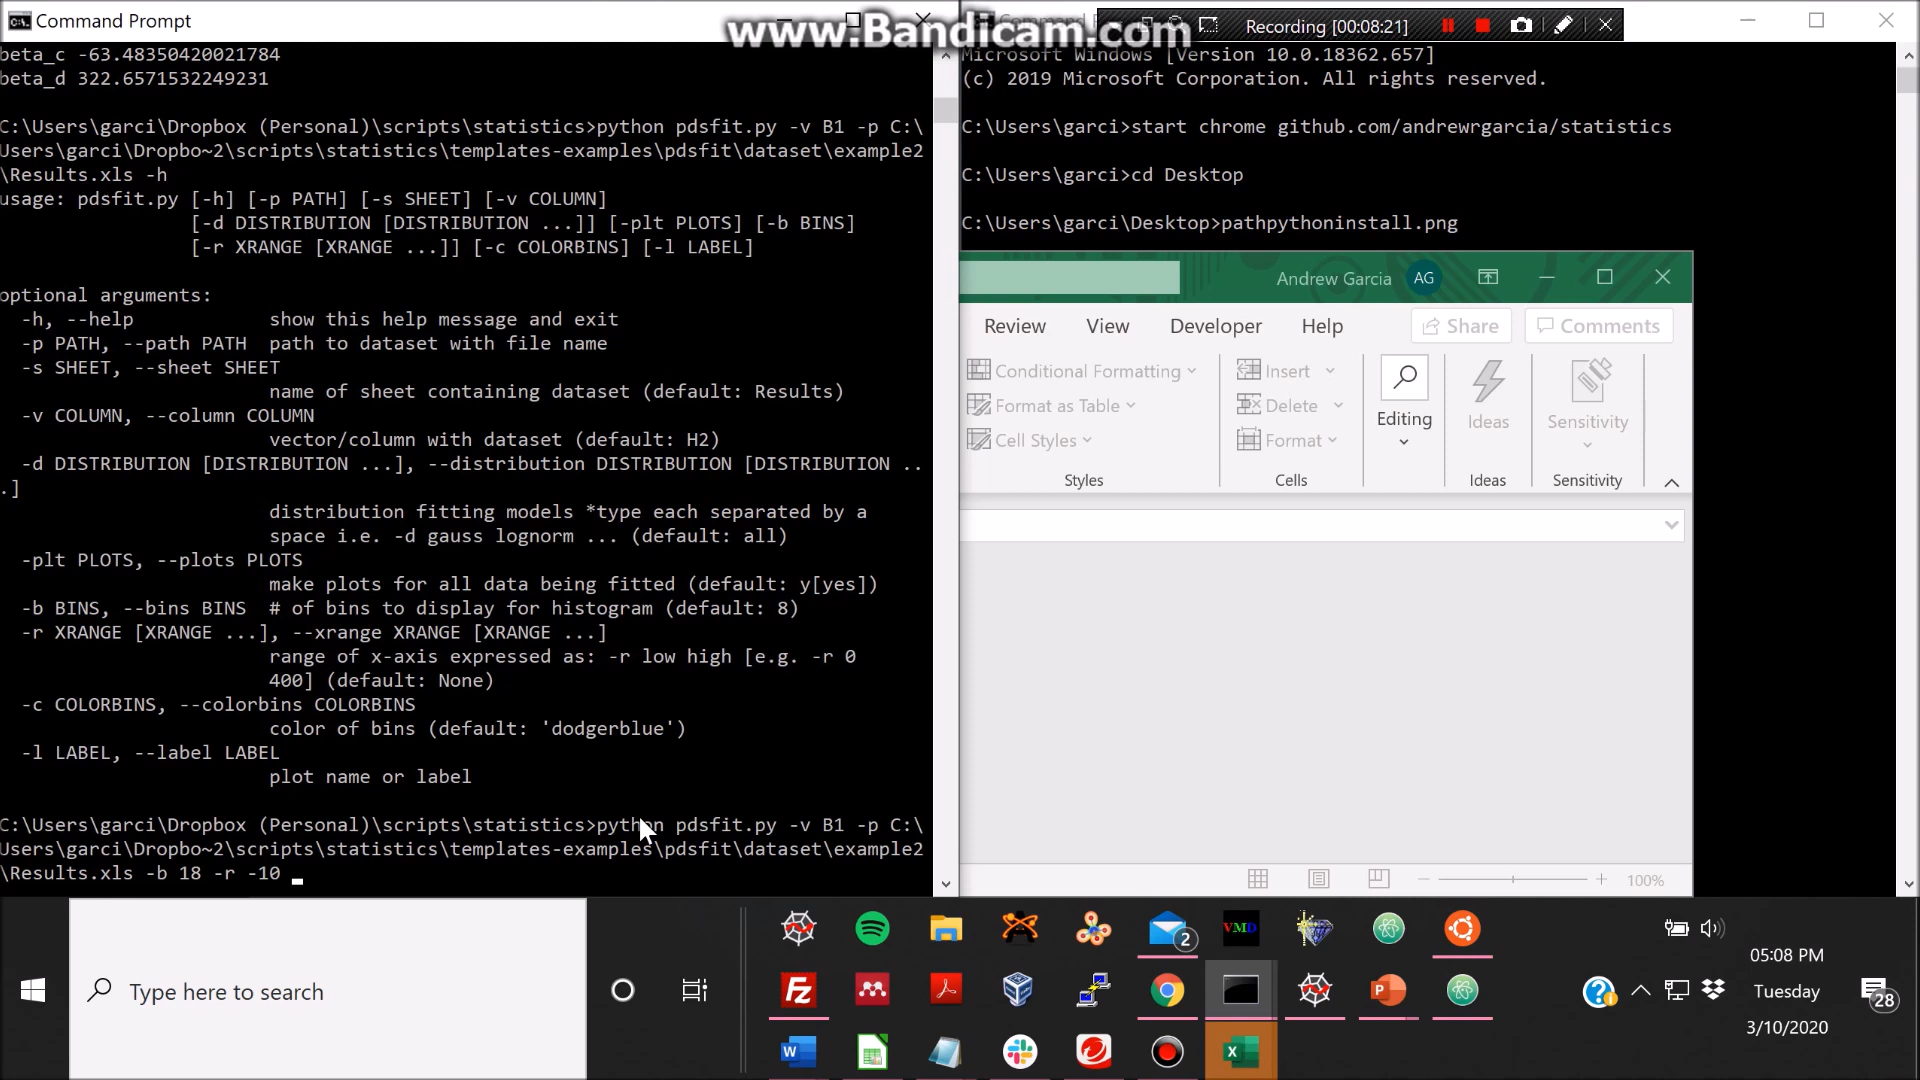 Command Prompt
www.Bandicam.com
Recording [00:08:21]
beta_c -63.48350420021784
beta_d 322.6571532249231
C:\Users\garci\Dropbox (Personal)\scripts\statistics>python pdsfit.py -v B1 -p C:\
Users\garci\Dropbo~2\scripts\statistics\templates-examples\pdsfit\dataset\example2
\Results.xls -h
usage: pdsfit.py [-h] [-p PATH] [-s SHEET] [-v COLUMN]
[-d DISTRIBUTION [DISTRIBUTION ...]] [-plt PLOTS] [-b BINS]
[-r XRANGE [XRANGE ...]] [-c COLORBINS] [-l LABEL]
optional arguments:
-h, --help show this help message and exit
-p PATH, --path PATH path to dataset with file name
-s SHEET, --sheet SHEET
name of sheet containing dataset (default: Results)
-v COLUMN, --column COLUMN
vector/column with dataset (default: H2)
-d DISTRIBUTION [DISTRIBUTION ...], --distribution DISTRIBUTION [DISTRIBUTION ..
.]
distribution fitting models *type each separated by a
space i.e. -d gauss lognorm ... (default: all)
-plt PLOTS, --plots PLOTS
make plots for all data being fitted (default: y[yes])
-b BINS, --bins BINS # of bins to display for histogram (default: 8)
-r XRANGE [XRANGE ...], --xrange XRANGE [XRANGE ...]
range of x-axis expressed as: -r low high [e.g. -r 0
400] (default: None)
-c COLORBINS, --colorbins COLORBINS
color of bins (default: 'dodgerblue')
-l LABEL, --label LABEL
plot name or label
C:\Users\garci\Dropbox (Personal)\scripts\statistics>python pdsfit.py -v B1 -p C:\
Users\garci\Dropbo~2\scripts\statistics\templates-examples\pdsfit\dataset\example2
\Results.xls -b 18 -r -10
Microsoft Windows [Version 10.0.18362.657]
(c) 2019 Microsoft Corporation. All rights reserved.
C:\Users\garci>start chrome github.com/andrewrgarcia/statistics
C:\Users\garci>cd Desktop
C:\Users\garci\Desktop>pathpythoninstall.png
Andrew Garcia AG
Review View Developer Help Share Comments
Conditional Formatting
Format as Table
Cell Styles
Styles
Insert
Delete
Format
Cells
Editing
Ideas
Ideas
Sensitivity
Sensitivity
100%
Type here to search
2
VMD
Fz
P
W
X
05:08 PM
Tuesday
3/10/2020
28